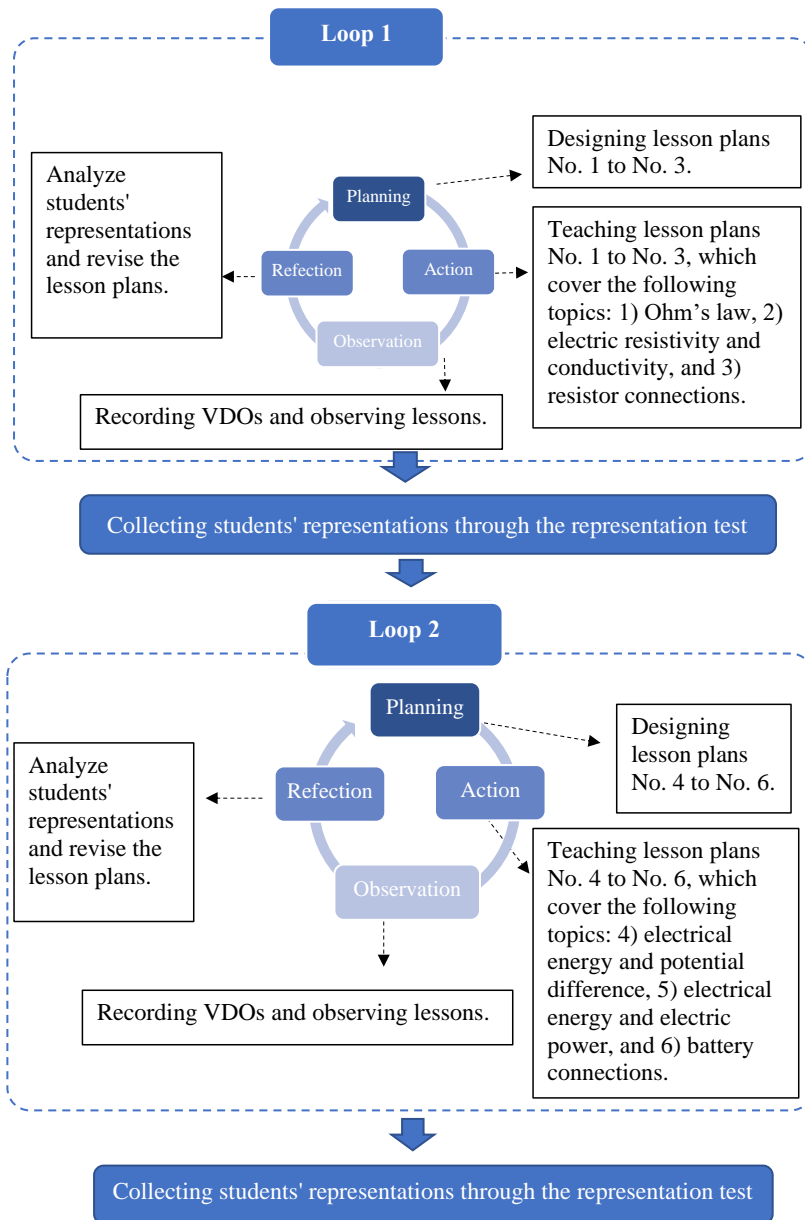 Loop 1
Designing lesson plans
No. 1 to No. 3.
Analyze
students'
representations
and revise the
lesson plans.
Planning
Teaching lesson plans
No. 1 to No. 3, which
cover the following
topics: 1) Ohm’s law, 2)
electric resistivity and
conductivity, and 3)
resistor connections.
Refection
Action
Observation
Recording VDOs and observing lessons.
Collecting students' representations through the representation test
Loop 2
Planning
Designing
lesson plans
No. 4 to No. 6.
Analyze
students'
representations
and revise the
lesson plans.
Refection
Action
Teaching lesson plans
No. 4 to No. 6, which
cover the following
topics: 4) electrical
energy and potential
difference, 5) electrical
energy and electric
power, and 6) battery
connections.
Observation
Recording VDOs and observing lessons.
Collecting students' representations through the representation test